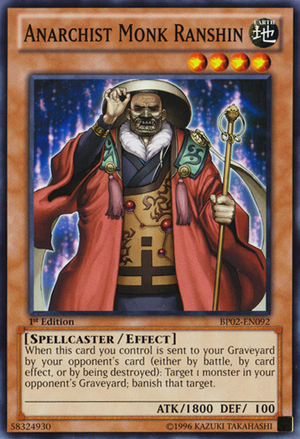 ANARCHIST MONK RANSHIN
EARTH
地
1st Edition
BP02-EN092
[SPELLCASTER / EFFECT]
When this card you control is sent to your Graveyard
by your opponent's card (either by battle, by card
effect, or by being destroyed): Target 1 monster in your
opponent's Graveyard; banish that target.
ATK/1800 DEF/ 100
58324930
©1996 KAZUKI TAKAHASHI